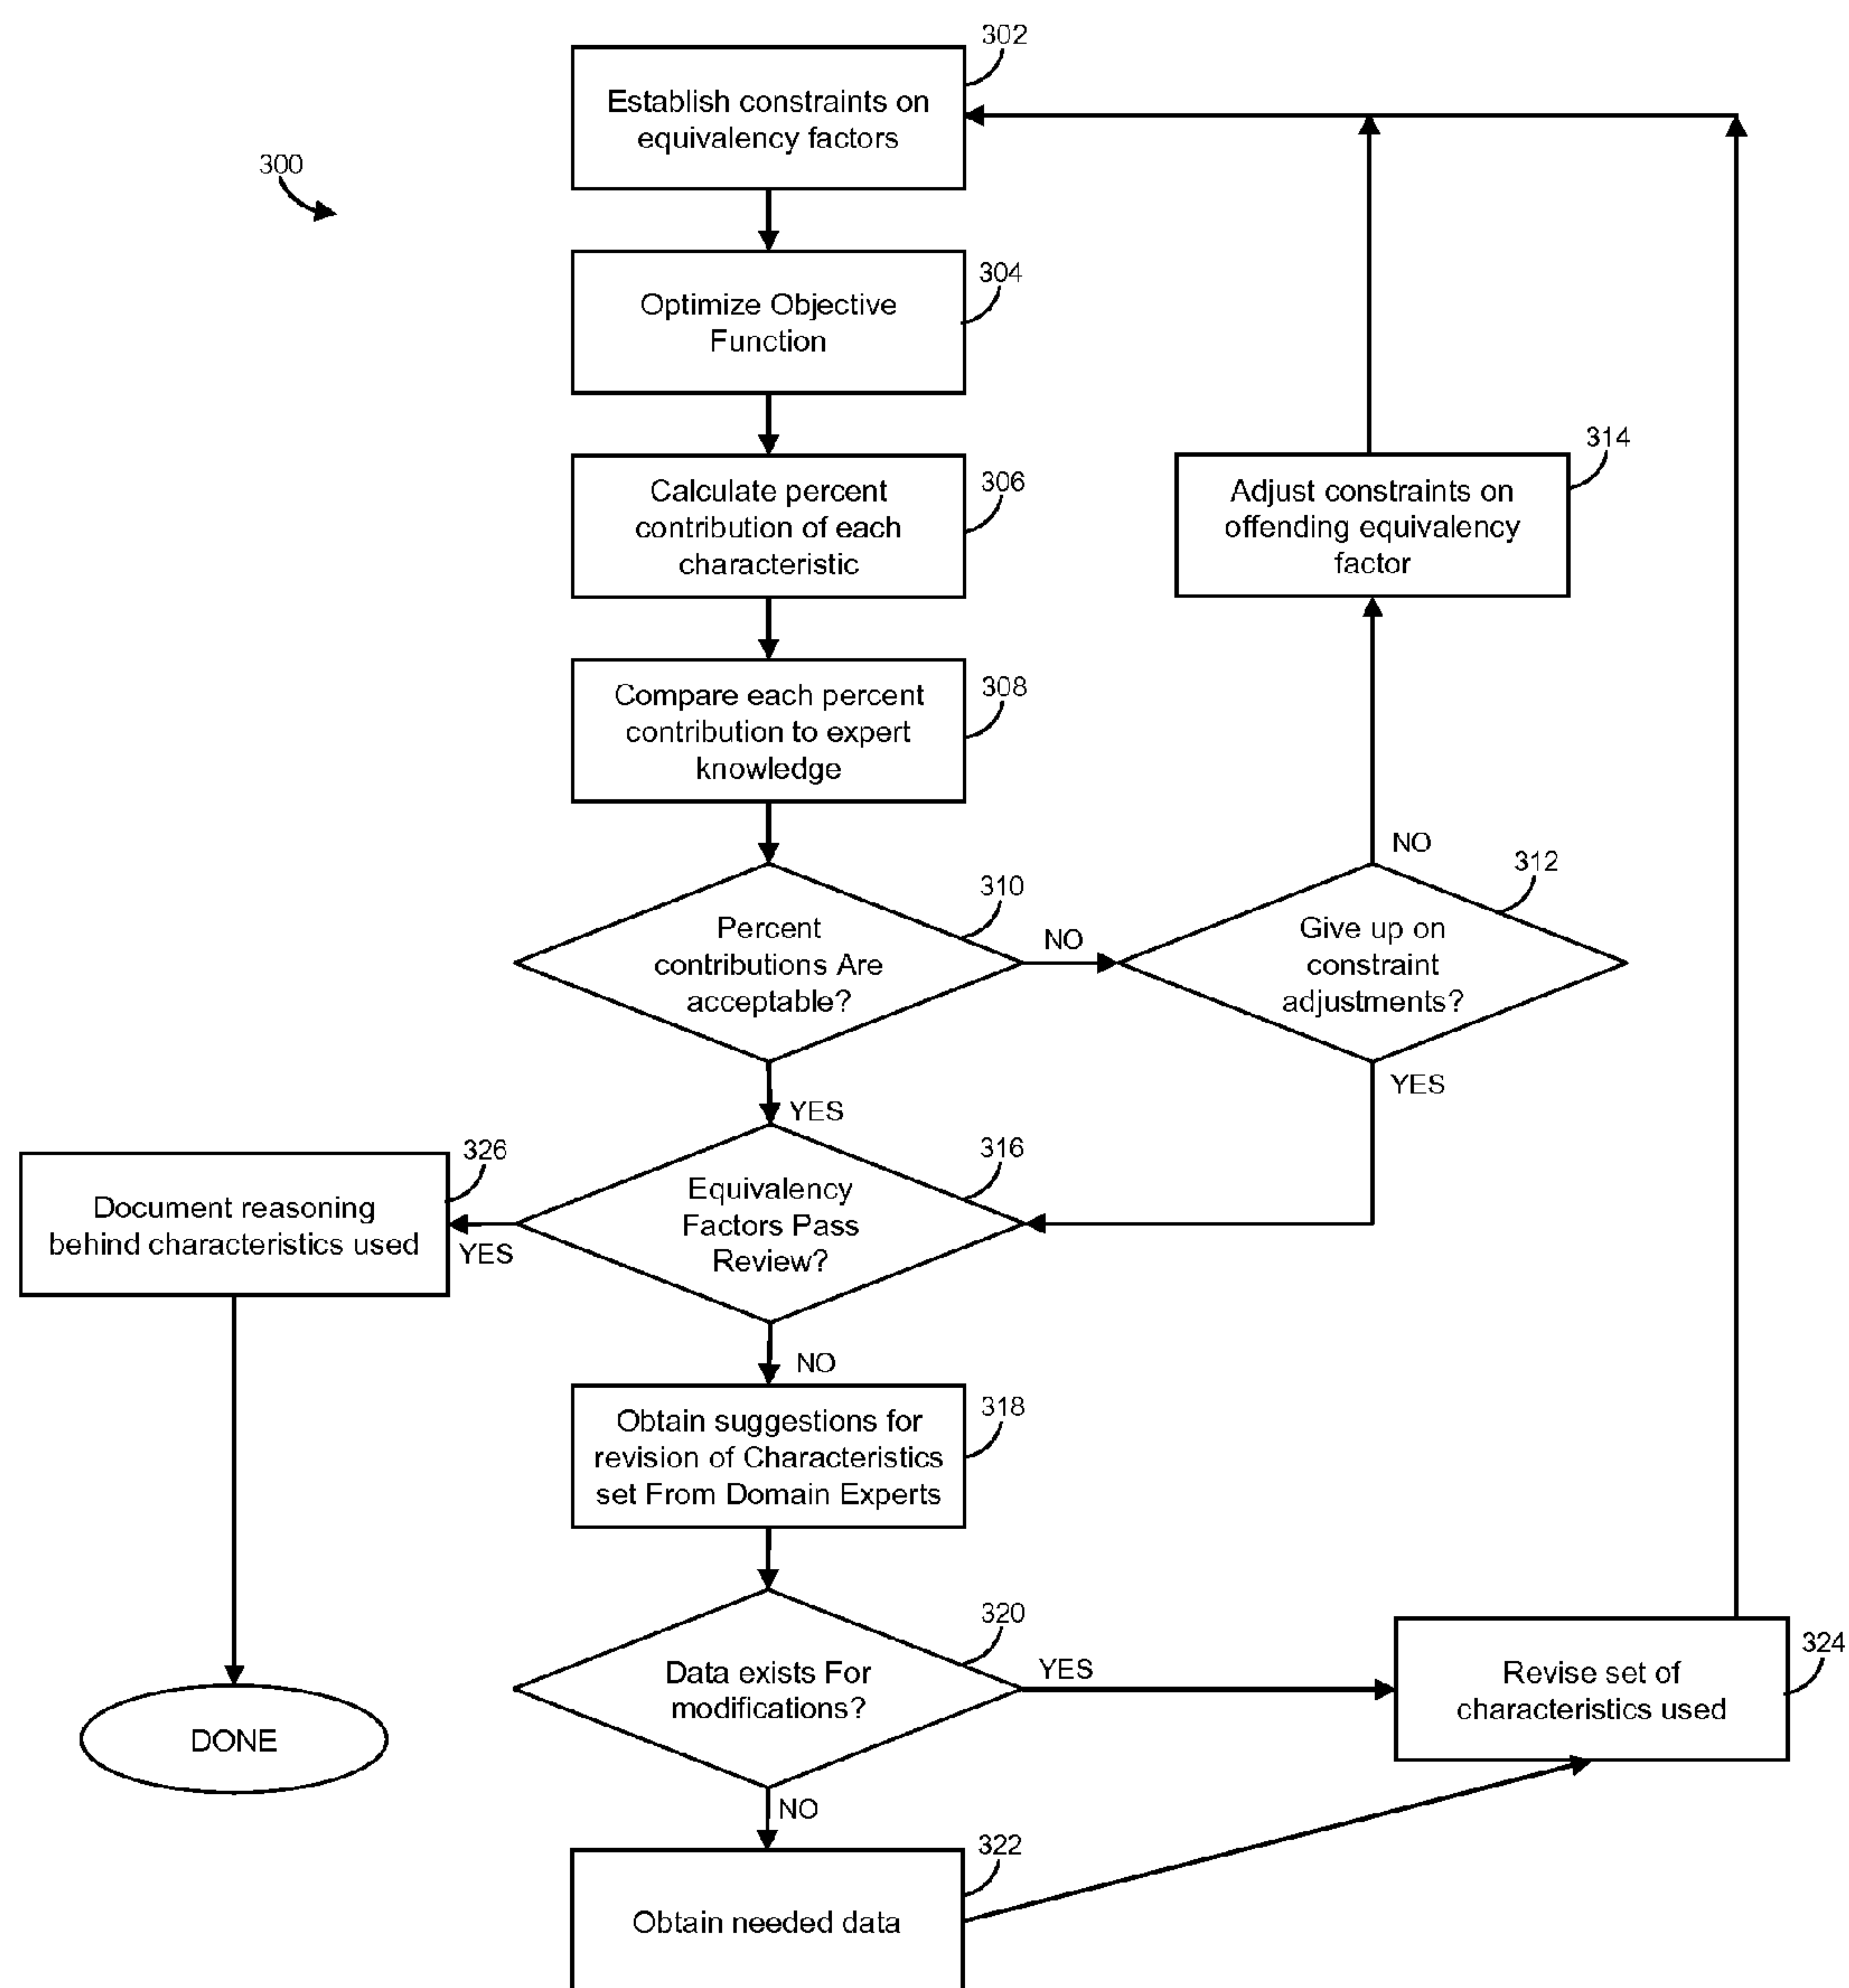 302
Establish constraints on
equivalency factors
300
304
Optimize Objective
Function
306
Calculate percent
contribution of each
characteristic
314
Adjust constraints on
offending equivalency
factor
308
Compare each percent
contribution to expert
knowledge
310
Percent
contributions Are
acceptable?
NO
312
Give up on
constraint
adjustments?
NO
YES
YES
316
Equivalency
Factors Pass
Review?
YES
326
Document reasoning
behind characteristics used
DONE
NO
318
Obtain suggestions for
revision of Characteristics
set From Domain Experts
320
Data exists For
modifications?
YES
324
Revise set of
characteristics used
NO
322
Obtain needed data